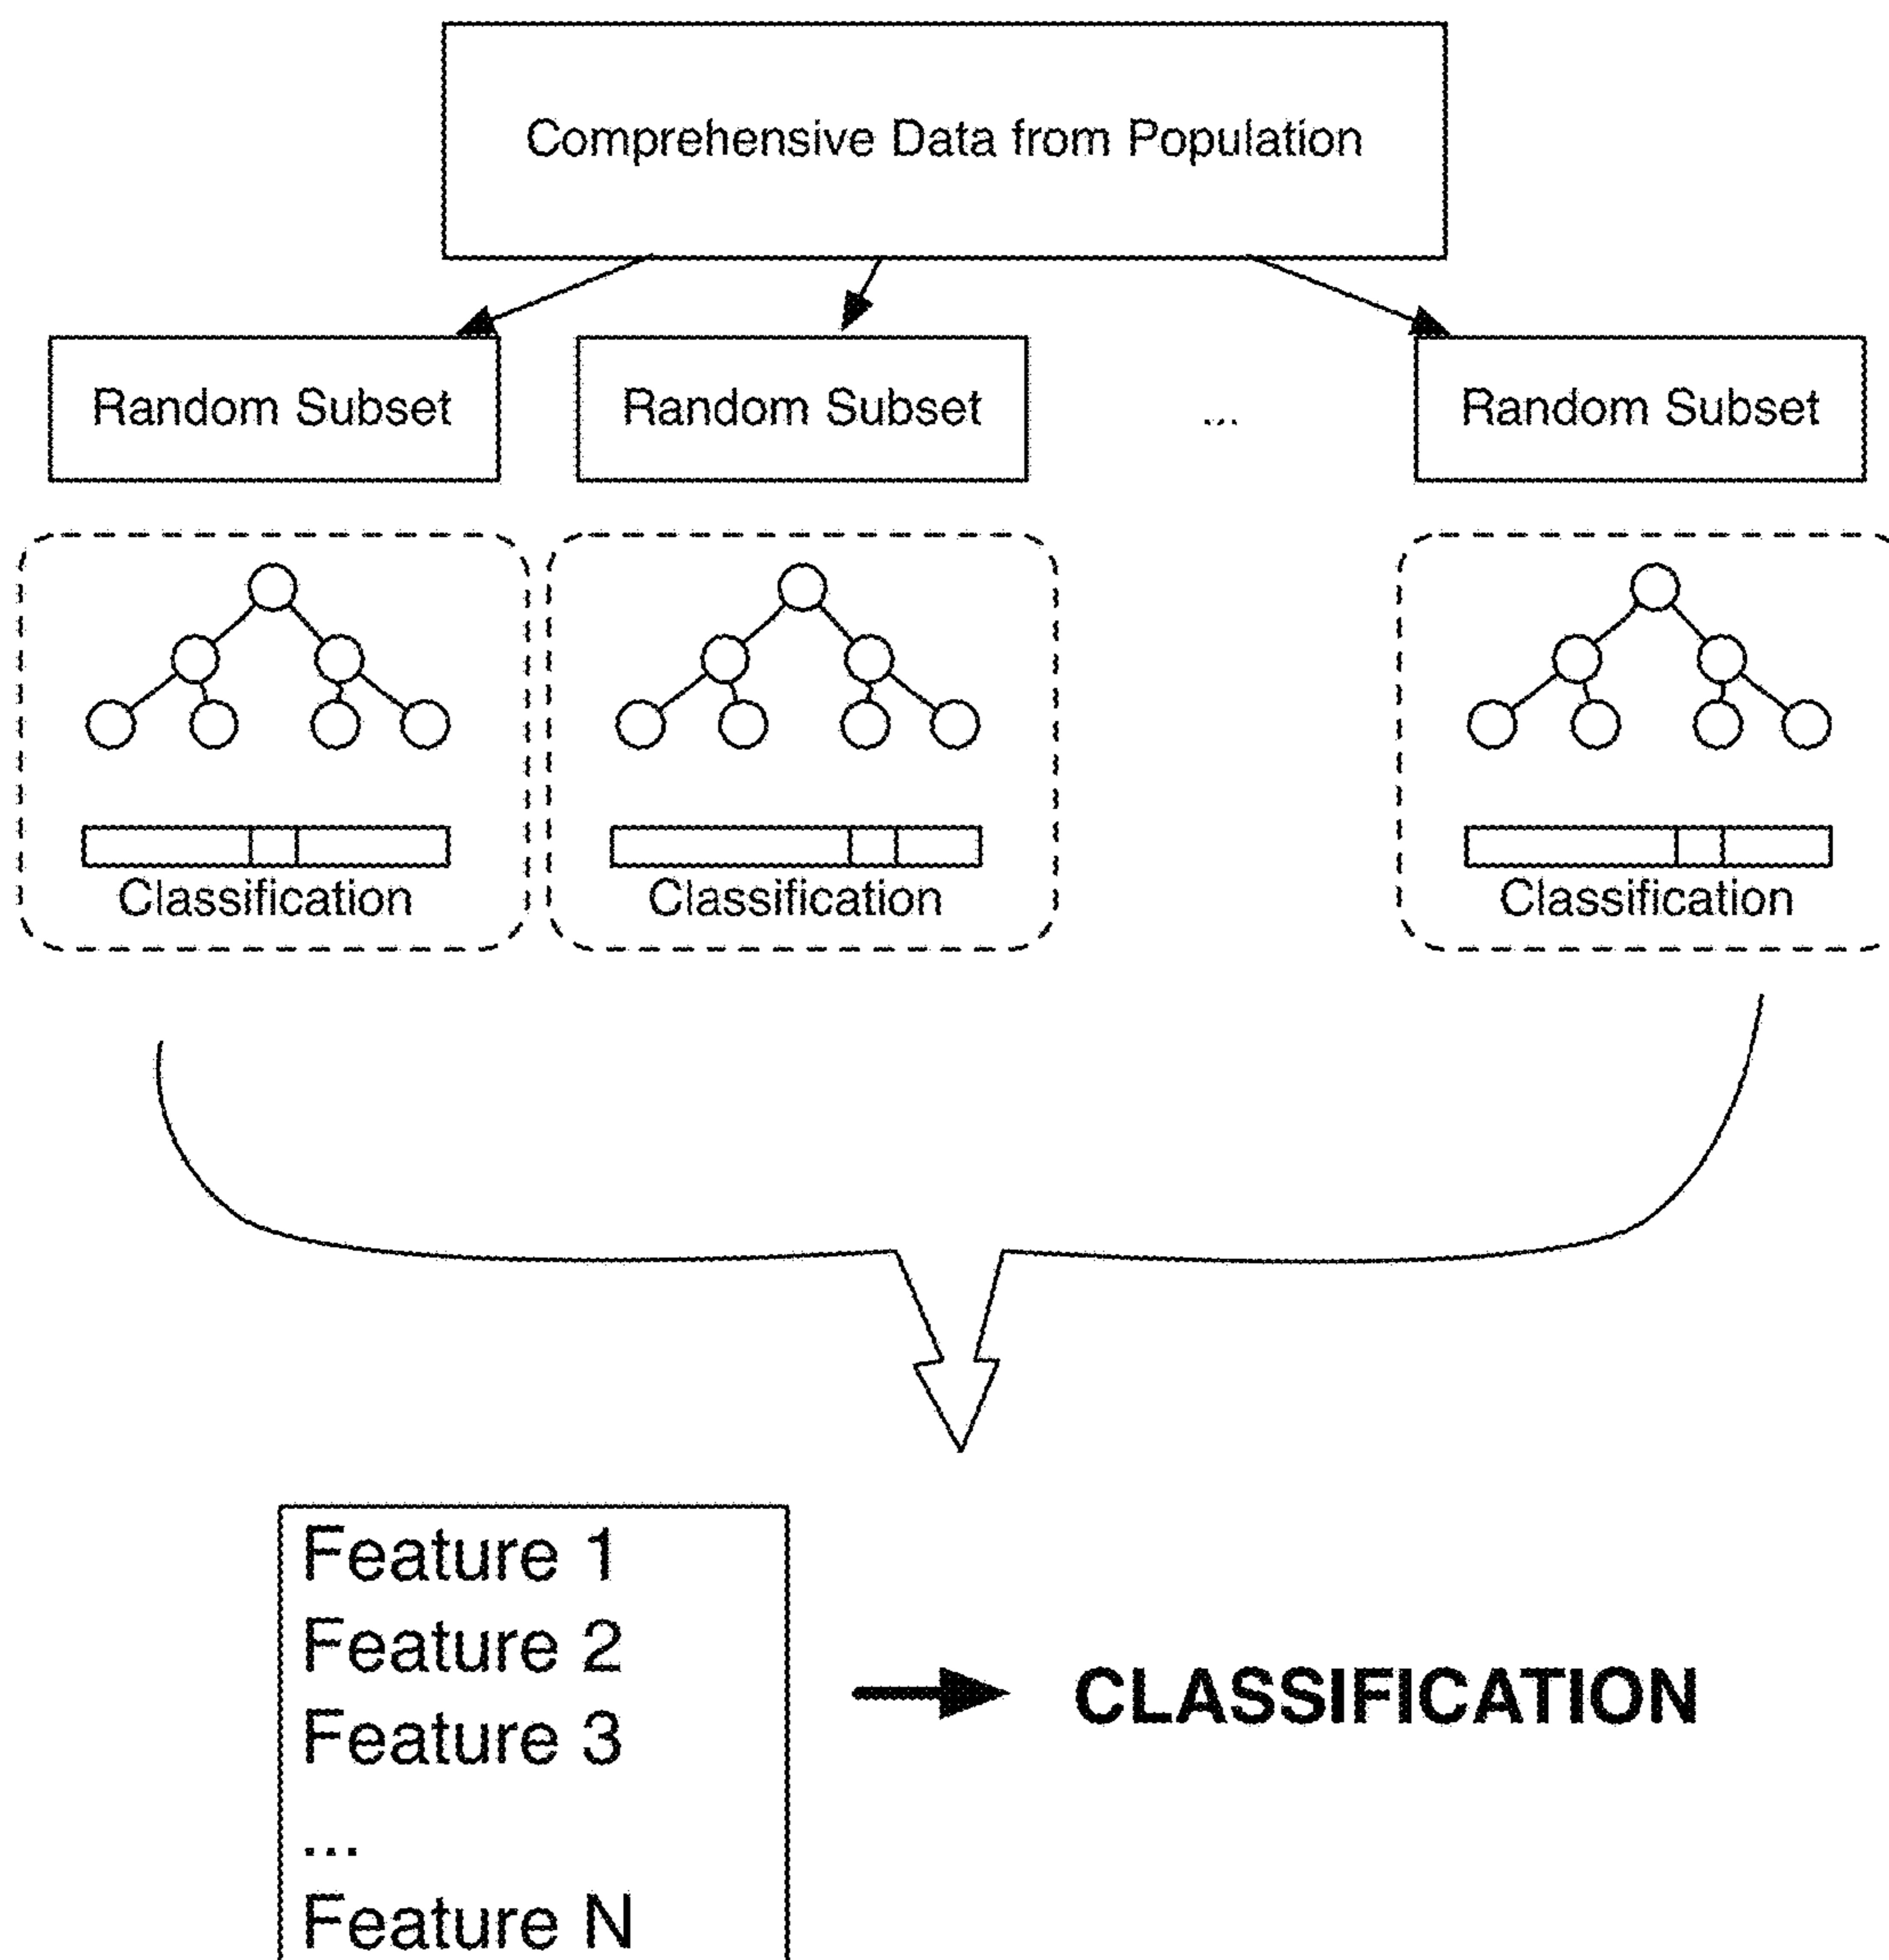 Comprehensive Data from Population
Random Subset
Random Subset
...
Random Subset
Classification
Classification
Classification
Feature 1
Feature 2
Feature 3
...
Feature N
CLASSIFICATION